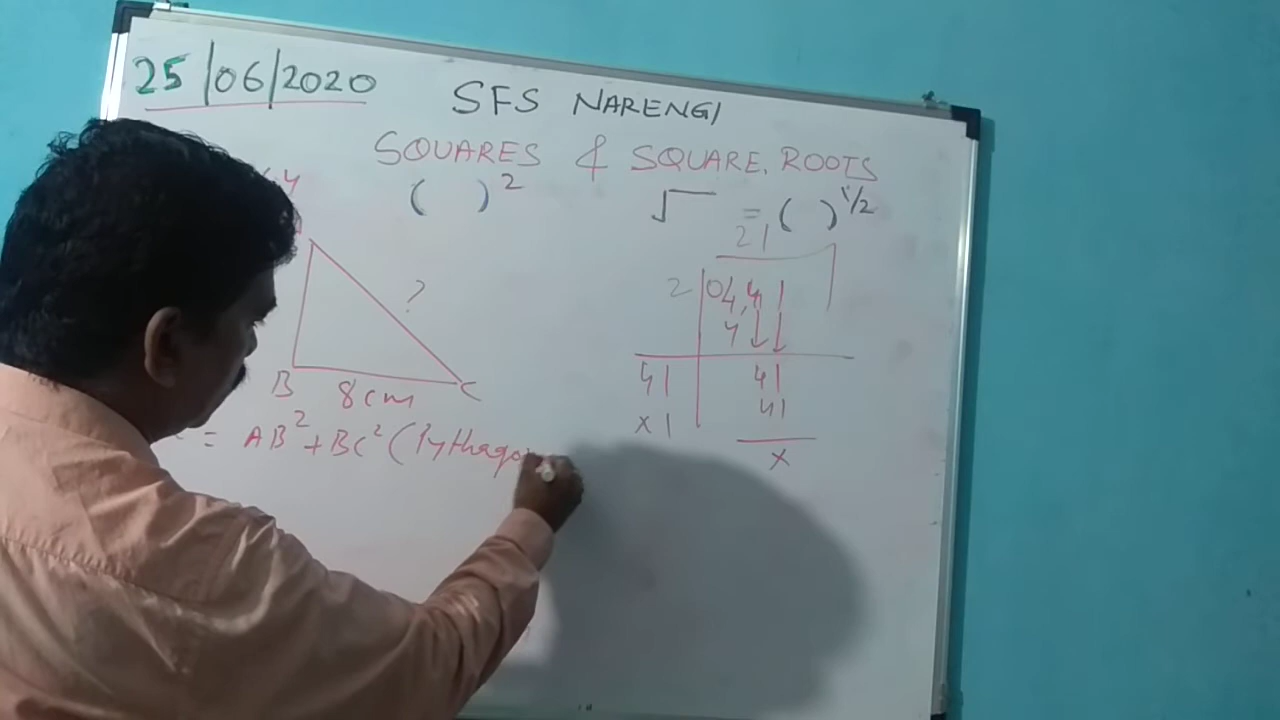 25/06/2020
SFS NARENGI
SQUARES & SQUARE ROOTS
( )² √ = ( )^1/2
21
2 04,41
4
41 41
x1 41
x
?
B 8cm C
= AB² + BC² (Pythago